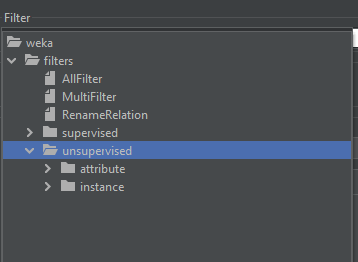 Filter
weka
filters
AllFilter
MultiFilter
RenameRelation
supervised
unsupervised
attribute
instance